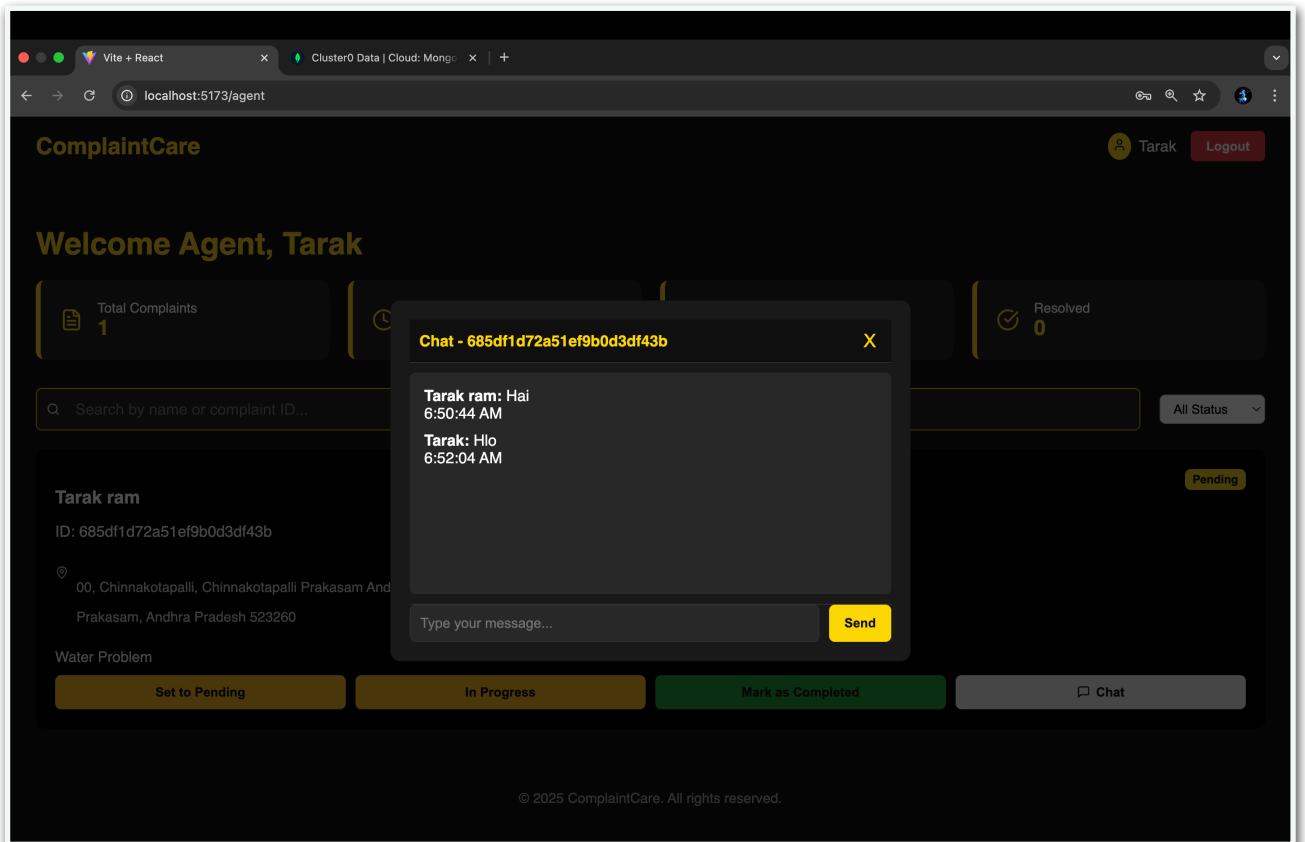 Vite + React
Cluster0 Data | Cloud: Mongo
localhost:5173/agent
ComplaintCare
Tarak
Logout
Welcome Agent, Tarak
Total Complaints
1
Resolved
0
Chat - 685df1d72a51ef9b0d3df43b
X
Tarak ram: Hai
6:50:44 AM
Tarak: Hlo
6:52:04 AM
Type your message...
Send
Search by name or complaint ID...
All Status
Tarak ram
Pending
ID: 685df1d72a51ef9b0d3df43b
00, Chinnakotapalli, Chinnakotapalli Prakasam And
Prakasam, Andhra Pradesh 523260
Water Problem
Set to Pending
In Progress
Mark as Completed
Chat
© 2025 ComplaintCare. All rights reserved.